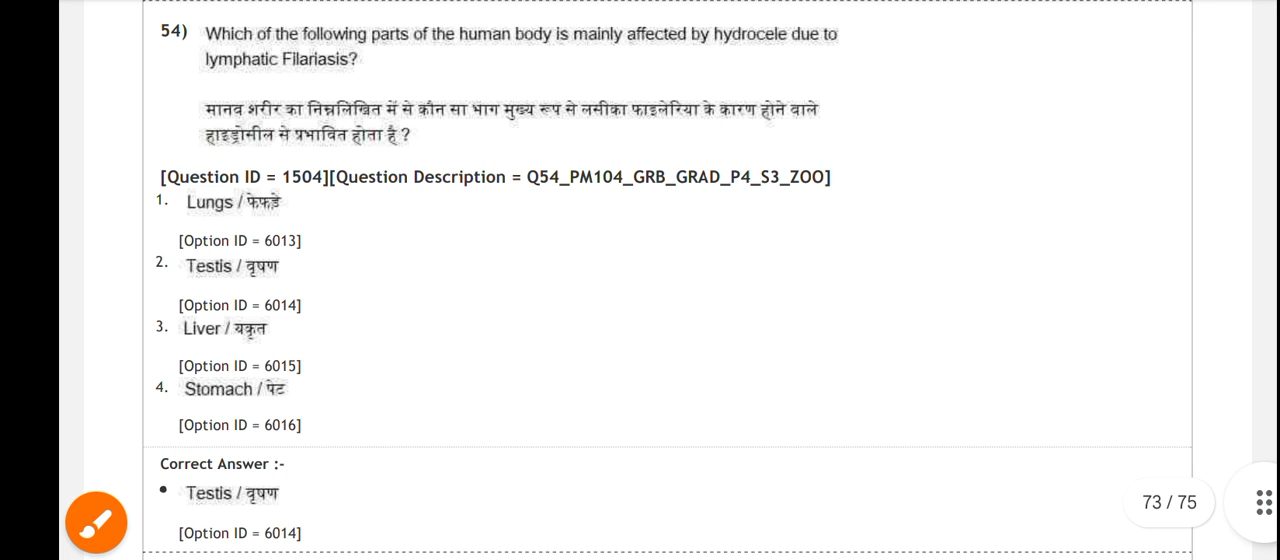 54) Which of the following parts of the human body is mainly affected by hydrocele due to
lymphatic Filariasis?
मानव शरीर का निम्नलिखित में से कौन सा भाग मुख्य रूप से लसीका फाइलेरिया के कारण होने वाले
हाइड्रोसील से प्रभावित होता है ?
[Question ID = 1504][Question Description = Q54_PM104_GRB_GRAD_P4_S3_ZOO]
1. Lungs / फेफड़े
[Option ID = 6013]
2. Testis / वृषण
[Option ID = 6014]
3. Liver / यकृत
[Option ID = 6015]
4. Stomach / पेट
[Option ID = 6016]
Correct Answer :-
• Testis / वृषण
[Option ID = 6014]
73 / 75